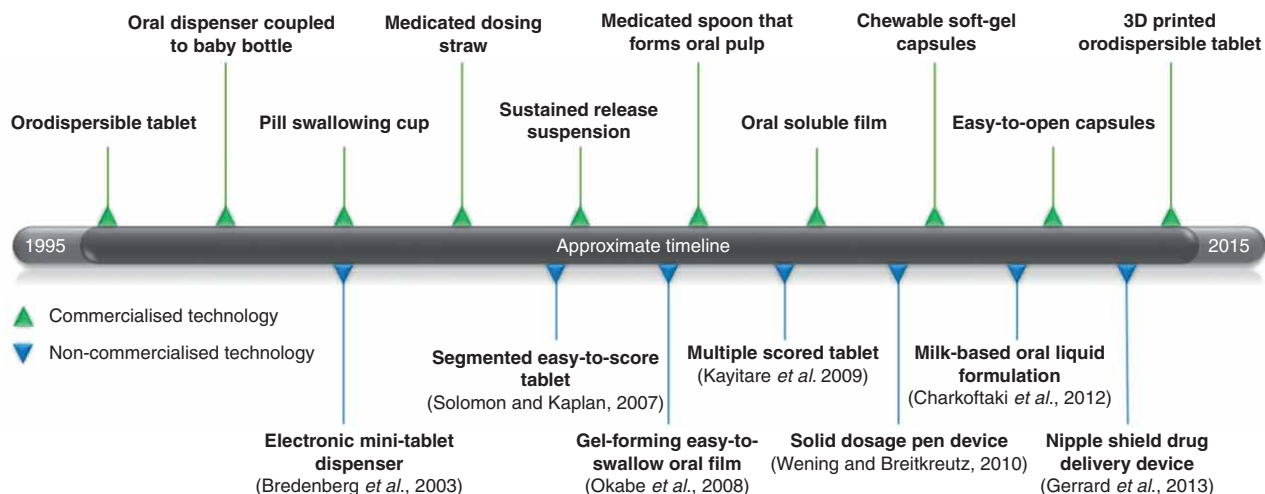 Oral dispenser coupled
to baby bottle
Medicated dosing
straw
Medicated spoon that
forms oral pulp
Chewable soft-gel
capsules
3D printed
orodispersible tablet
Orodispersible tablet
Pill swallowing cup
Sustained release
suspension
Oral soluble film
Easy-to-open capsules
1995
Approximate timeline
2015
Commercialised technology
Non-commercialised technology
Segmented easy-to-score
tablet
(Solomon and Kaplan, 2007)
Multiple scored tablet
(Kayitare et al. 2009)
Milk-based oral liquid
formulation
(Charkoftaki et al., 2012)
Electronic mini-tablet
dispenser
(Bredenberg et al., 2003)
Gel-forming easy-to-
swallow oral film
(Okabe et al., 2008)
Solid dosage pen device
(Wening and Breitkreutz, 2010)
Nipple shield drug
delivery device
(Gerrard et al., 2013)